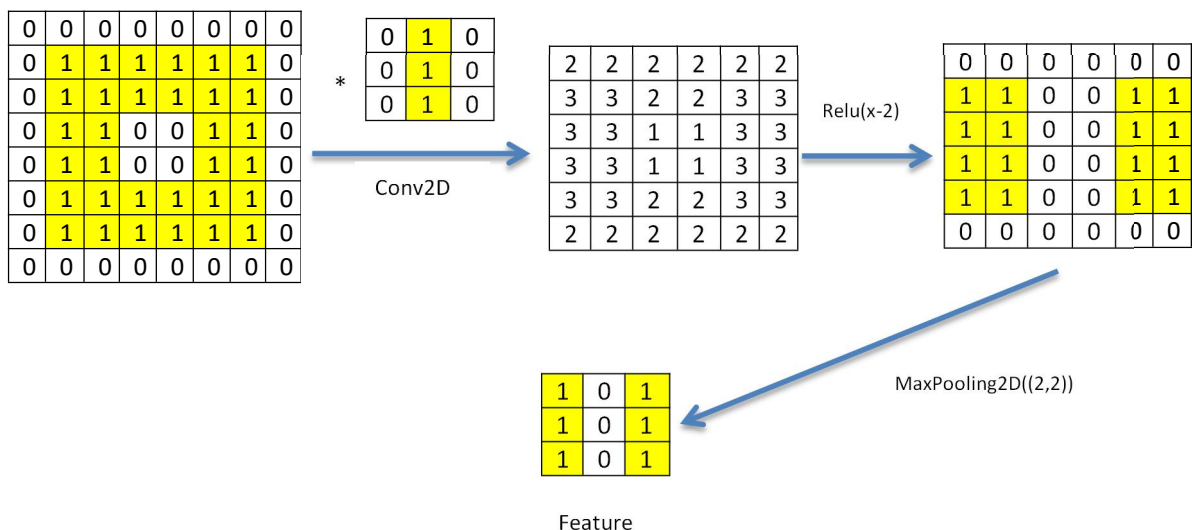 0 0 0 0 0 0 0 0
0 1 1 1 1 1 1 0
0 1 1 1 1 1 1 0
0 1 1 0 0 1 1 0
0 1 1 0 0 1 1 0
0 1 1 1 1 1 1 0
0 1 1 1 1 1 1 0
0 0 0 0 0 0 0 0
*
0 1 0
0 1 0
0 1 0
Conv2D
2 2 2 2 2 2
3 3 2 2 3 3
3 3 1 1 3 3
3 3 1 1 3 3
3 3 2 2 3 3
2 2 2 2 2 2
Relu(x-2)
0 0 0 0 0 0
1 1 0 0 1 1
1 1 0 0 1 1
1 1 0 0 1 1
1 1 0 0 1 1
0 0 0 0 0 0
MaxPooling2D((2,2))
1 0 1
1 0 1
1 0 1
Feature